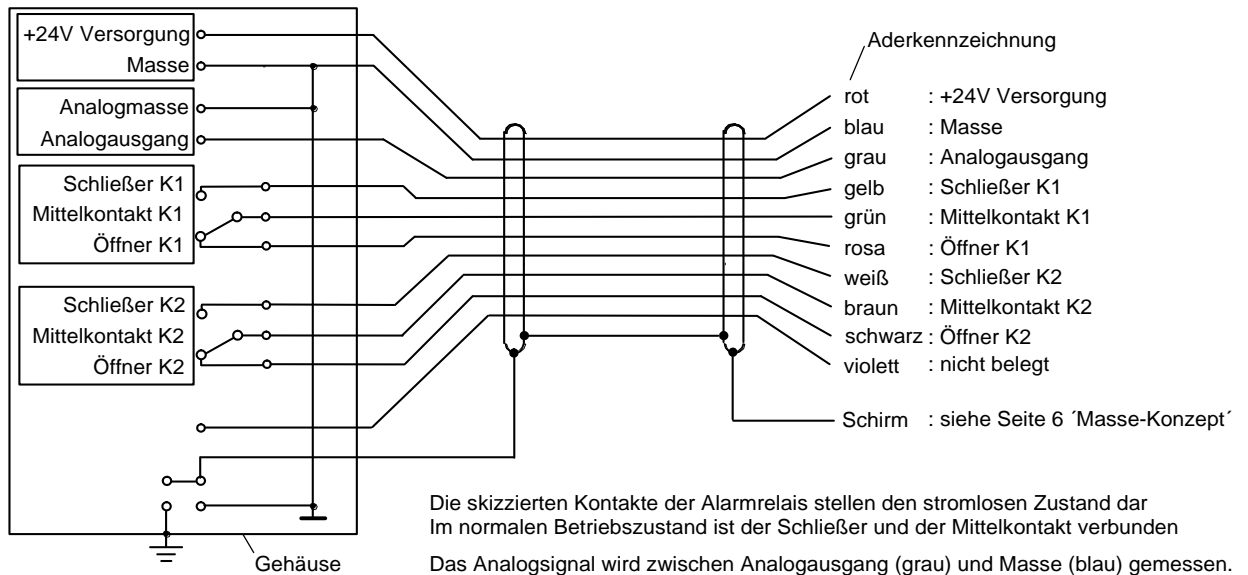 +24V Versorgung
Masse
Analogmasse
Analogausgang
Schließer K1
Mittelkontakt K1
Öffner K1
Schließer K2
Mittelkontakt K2
Öffner K2
Gehäuse
Aderkennzeichnung
rot : +24V Versorgung
blau : Masse
grau : Analogausgang
gelb : Schließer K1
grün : Mittelkontakt K1
rosa : Öffner K1
weiß : Schließer K2
braun : Mittelkontakt K2
schwarz : Öffner K2
violett : nicht belegt
Schirm : siehe Seite 6 ´Masse-Konzept´
Die skizzierten Kontakte der Alarmrelais stellen den stromlosen Zustand dar
Im normalen Betriebszustand ist der Schließer und der Mittelkontakt verbunden
Das Analogsignal wird zwischen Analogausgang (grau) und Masse (blau) gemessen.